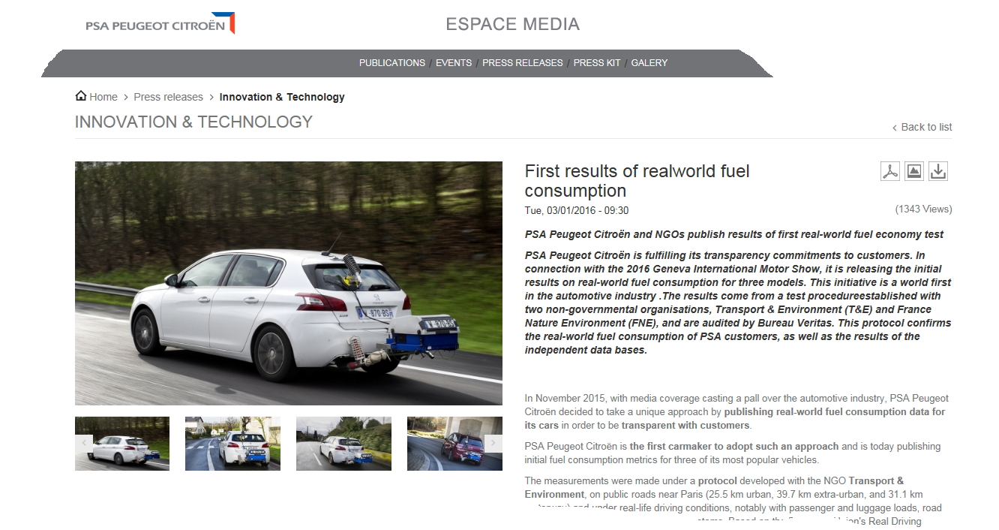 PSA PEUGEOT CITROËN
ESPACE MEDIA
PUBLICATIONS / EVENTS / PRESS RELEASES / PRESS KIT / GALERY
Home > Press releases > Innovation & Technology
INNOVATION & TECHNOLOGY
< Back to list
First results of realworld fuel
consumption
Tue, 03/01/2016 - 09:30
(1343 Views)
PSA Peugeot Citroën and NGOs publish results of first real-world fuel economy test
PSA Peugeot Citroën is fulfilling its transparency commitments to customers. In
connection with the 2016 Geneva International Motor Show, it is releasing the initial
results on real-world fuel consumption for three models. This initiative is a world first
in the automotive industry .The results come from a test procedureestablished with
two non-governmental organisations, Transport & Environment (T&E) and France
Nature Environment (FNE), and are audited by Bureau Veritas. This protocol confirms
the real-world fuel consumption of PSA customers, as well as the results of the
independent data bases.
In November 2015, with media coverage casting a pall over the automotive industry, PSA Peugeot
Citroën decided to take a unique approach by publishing real-world fuel consumption data for
its cars in order to be transparent with customers.
PSA Peugeot Citroën is the first carmaker to adopt such an approach and is today publishing
initial fuel consumption metrics for three of its most popular vehicles.
The measurements were made under a protocol developed with the NGO Transport &
Environment, on public roads near Paris (25.5 km urban, 39.7 km extra-urban, and 31.1 km
and under real-life driving conditions, notably with passenger and luggage loads, road
Based on the Real Driving